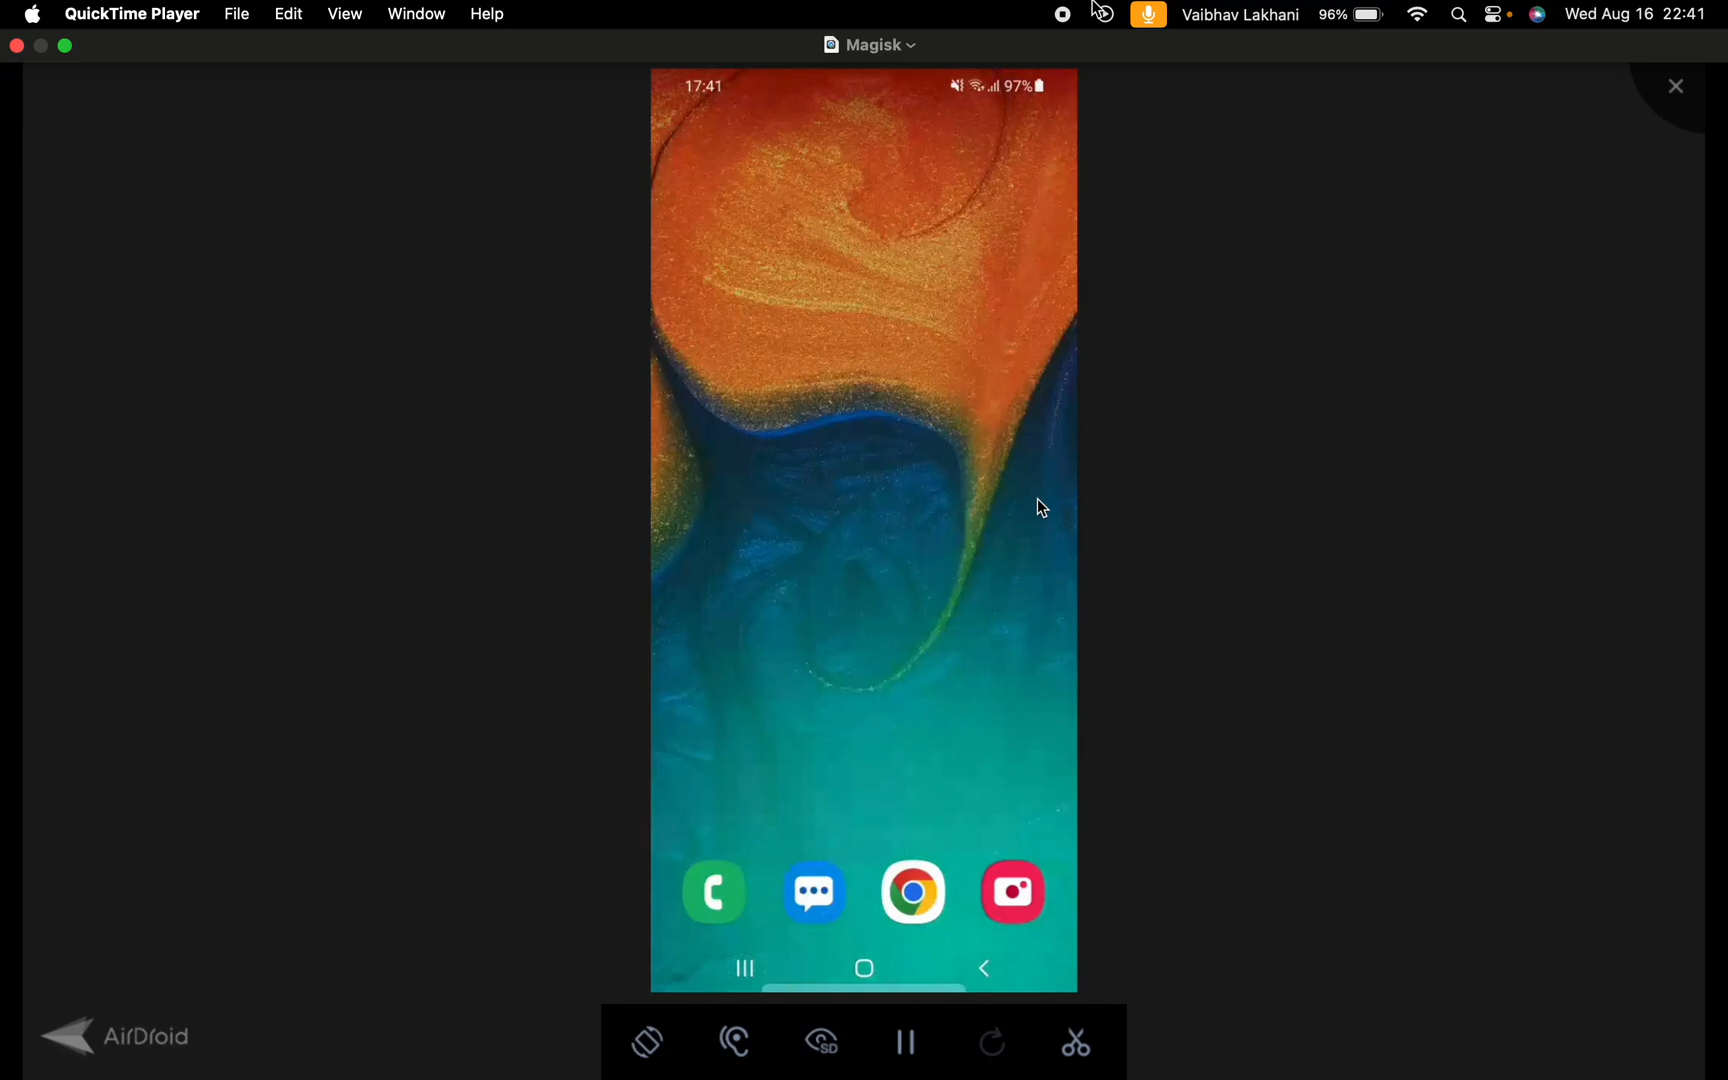 QuickTime Player File Edit View Window Help Vaibhav Lakhani 96% Wed Aug 16 22:41
Magisk
17:41 97%
SD
AirDroid